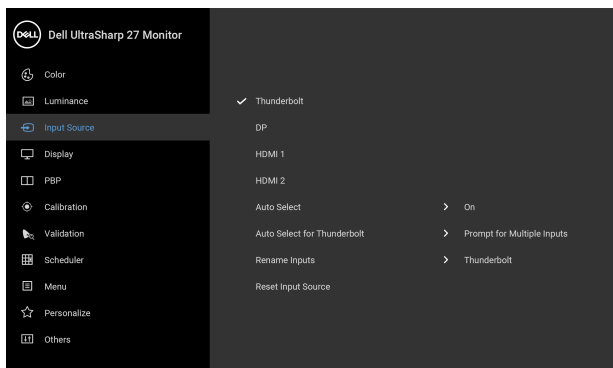 DELL Dell UltraSharp 27 Monitor
Color
Luminance
Thunderbolt
Input Source
DP
Display
HDMI 1
PBP
HDMI 2
Calibration
Auto Select
On
Validation
Auto Select for Thunderbolt
Prompt for Multiple Inputs
Scheduler
Rename Inputs
Thunderbolt
Menu
Reset Input Source
Personalize
Others